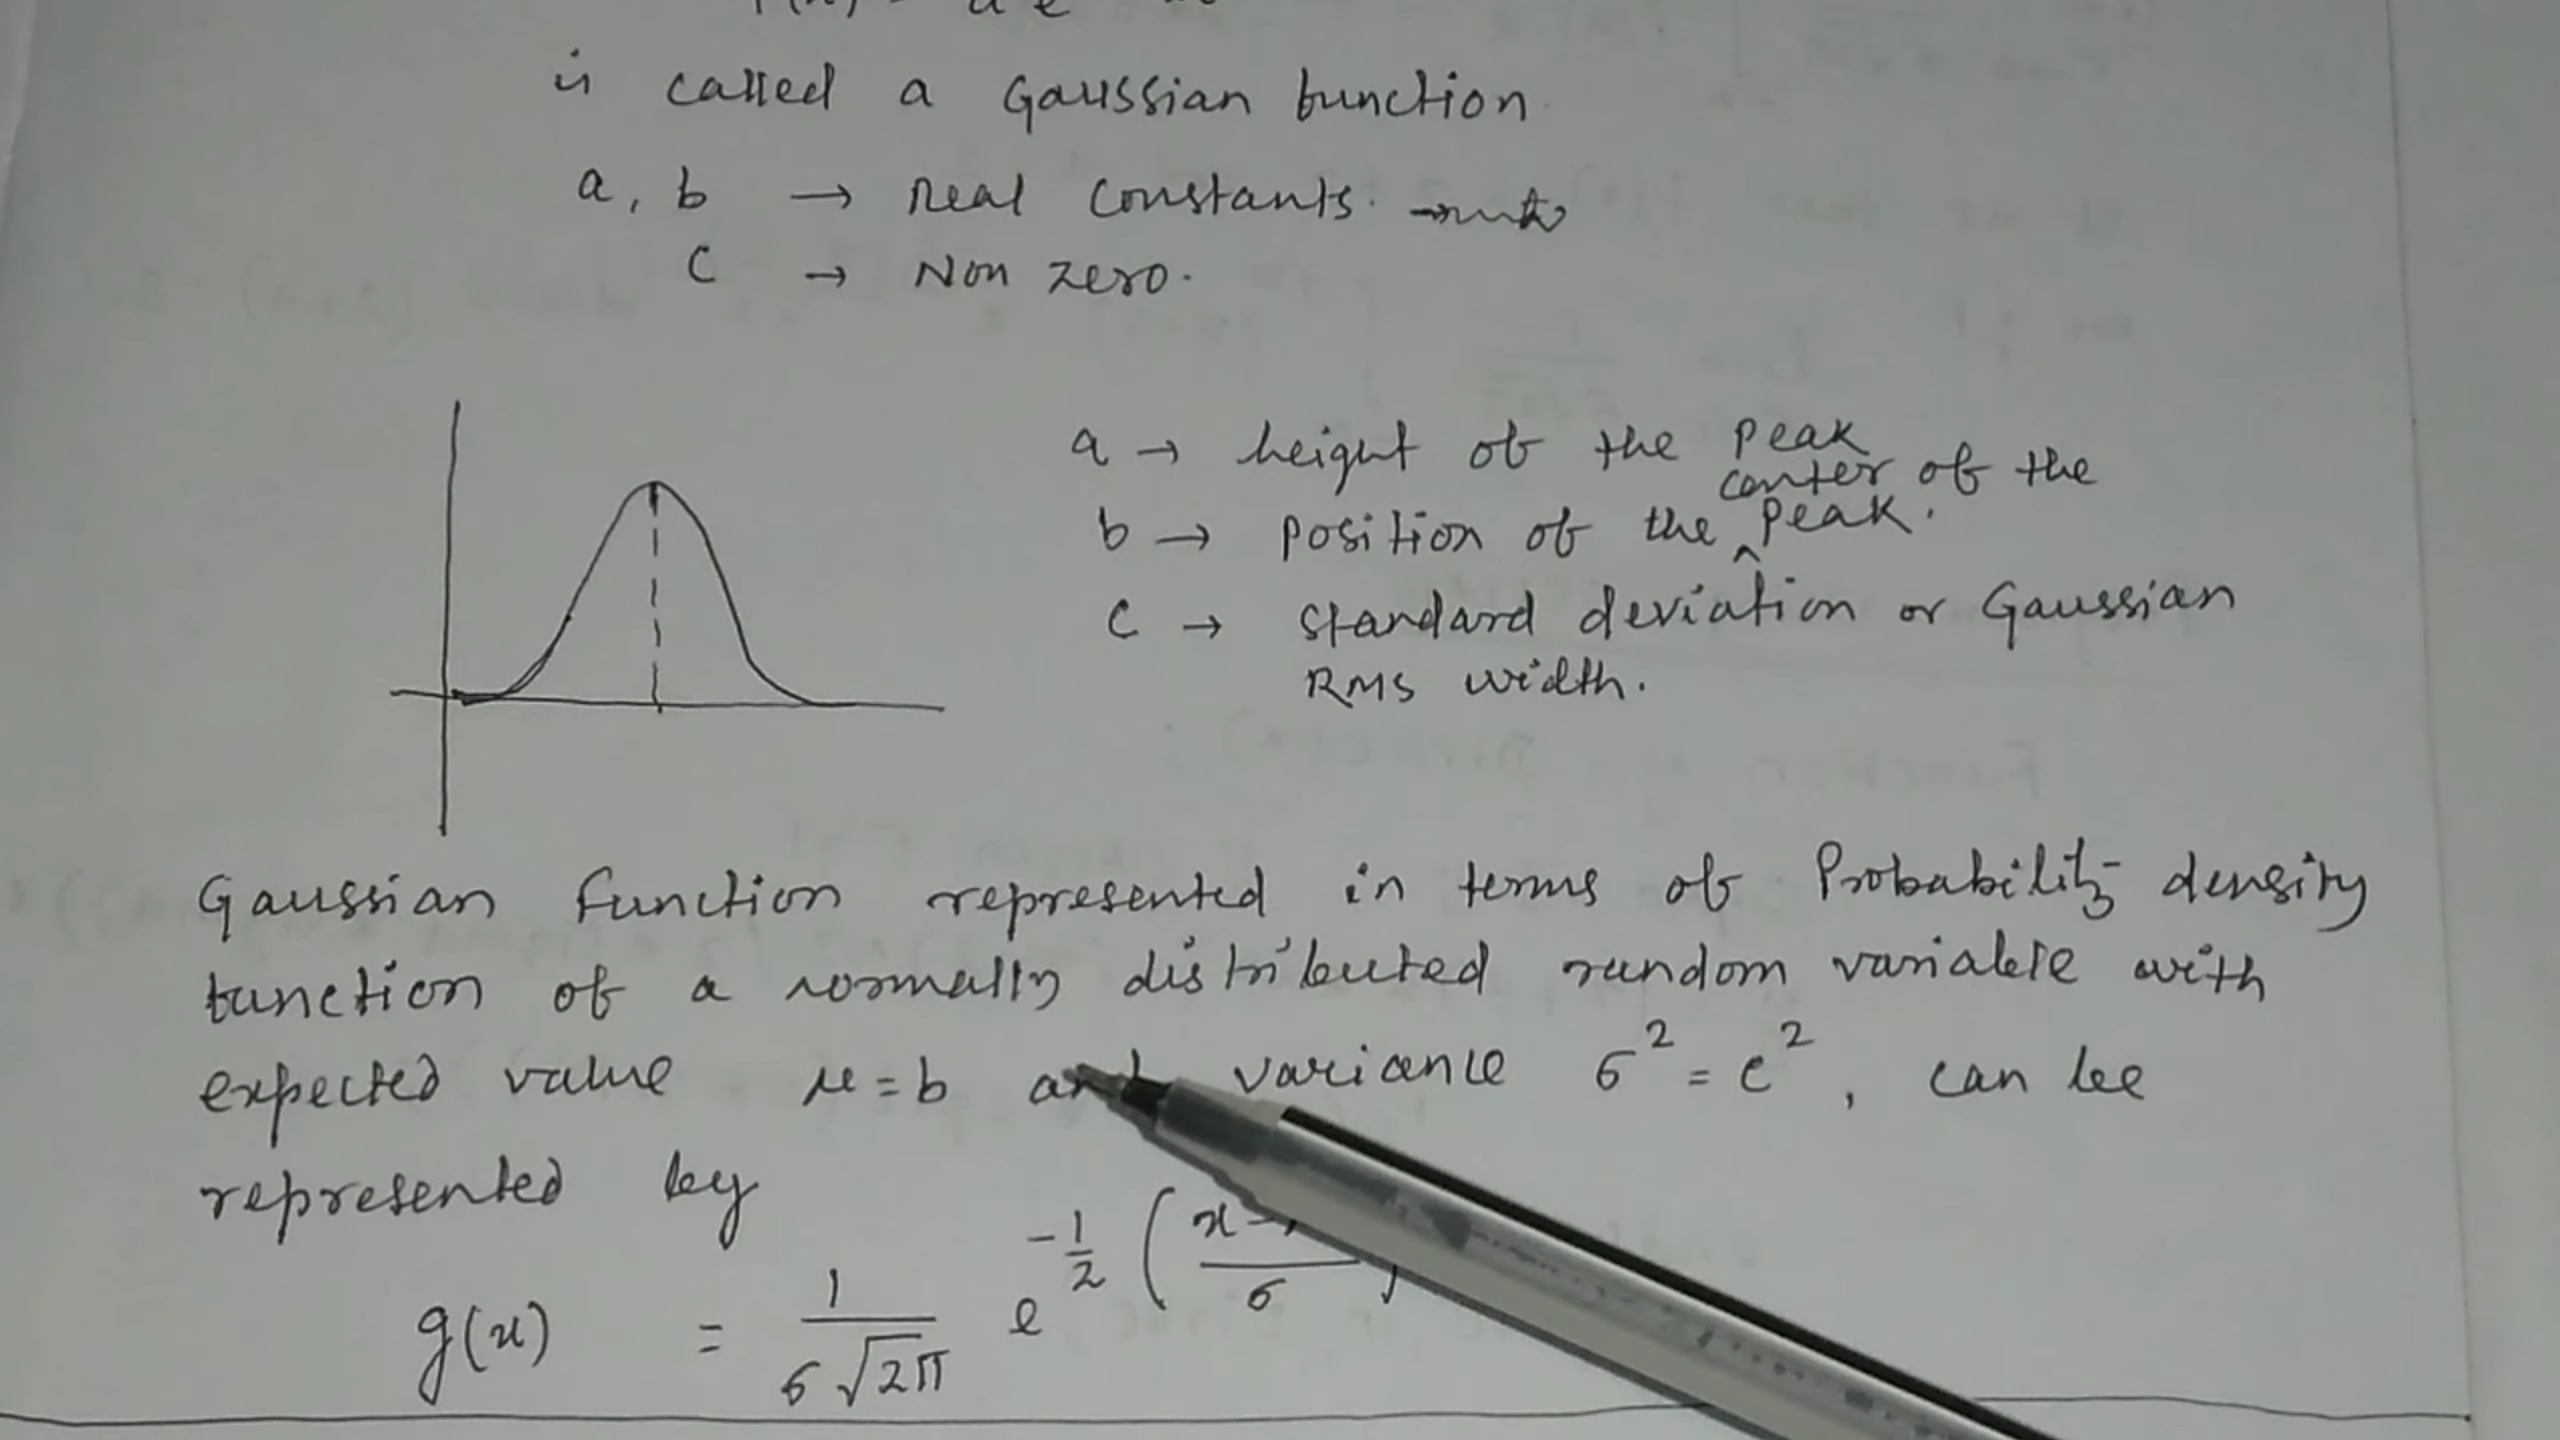 is called a Gaussian function.
a, b → Real constants.
c → Non zero.
a → height of the peak
b → position of the center of the peak.
c → standard deviation or Gaussian
RMS width.
Gaussian function represented in terms of Probability density
function of a normally distributed random variable with
expected value μ = b and variance σ² = c², can be
represented by
g(x) = 1/(σ√2π) e -1/2 (x-/σ)